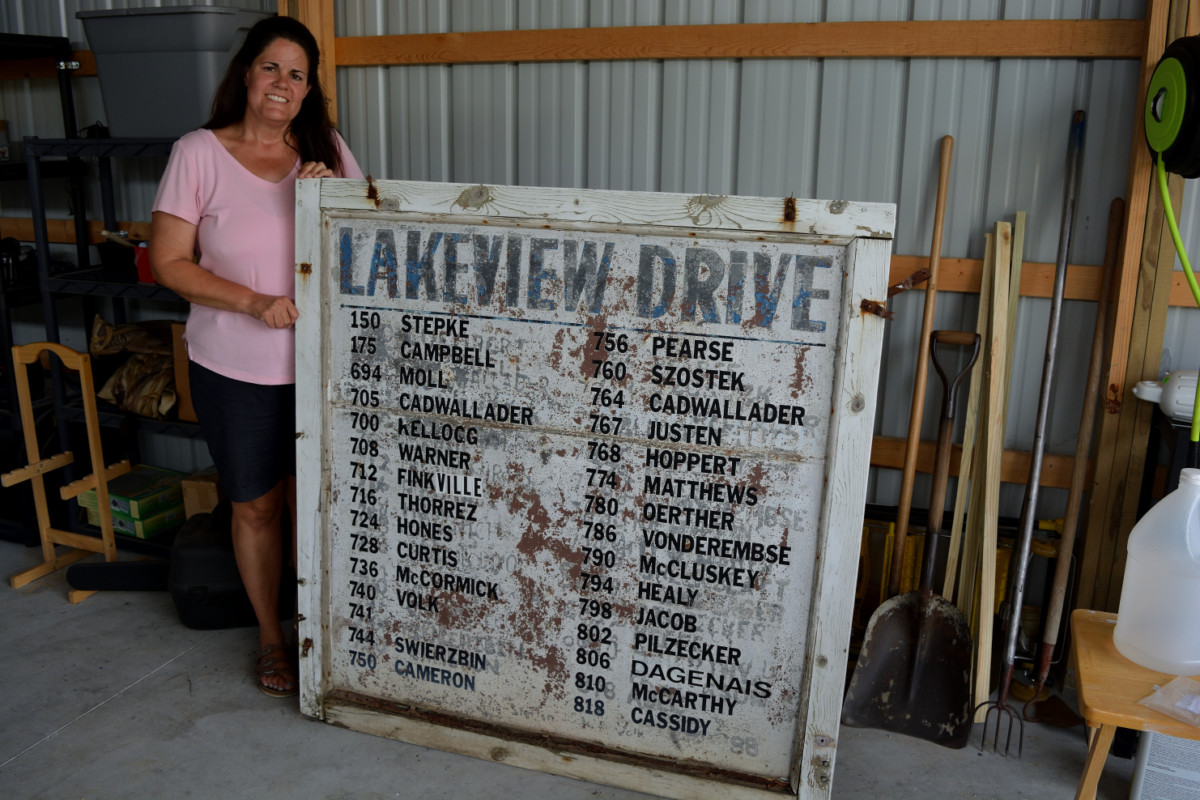 LAKEVIEW DRIVE
150 STEPKE
175 CAMPBELL
694 MOLL
705 CADWALLADER
700 KELLOGG
708 WARNER
712 FINKVILLE
716 THORREZ
724 HONES
728 CURTIS
736 McCORMICK
740 VOLK
741
744 SWIERZBIN
750 CAMERON
756 PEARSE
760 SZOSTEK
764 CADWALLADER
767 JUSTEN
768 HOPPERT
774 MATTHEWS
780 OERTHER
786 VONDEREMBSE
790 McCLUSKEY
794 HEALY
798 JACOB
802 PILZECKER
806 DAGENAIS
810 McCARTHY
818 CASSIDY